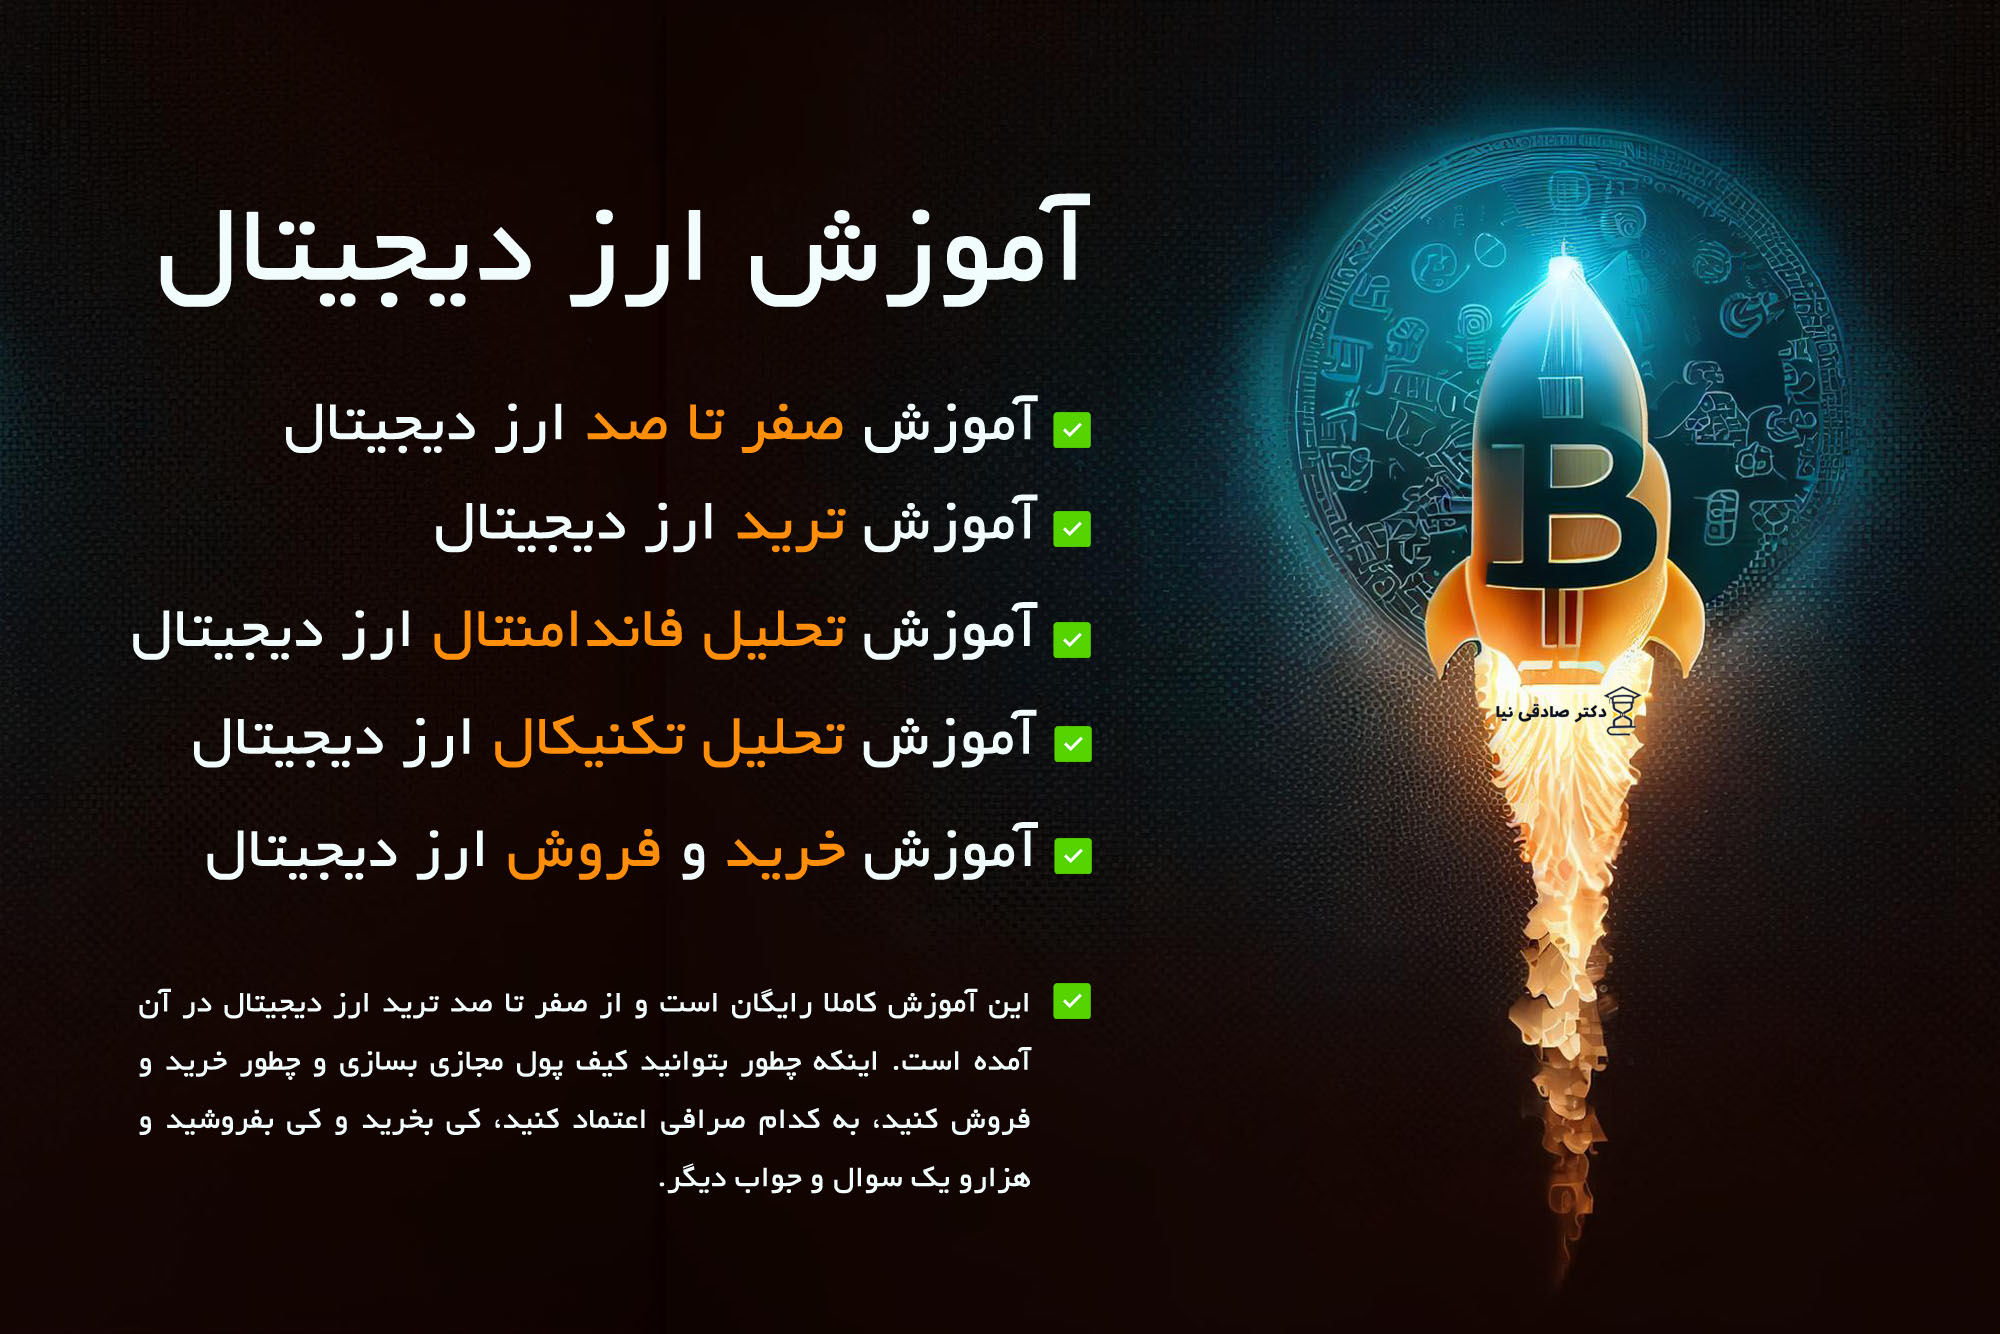 آموزش ارز دیجیتال
آموزش صفر تا صد ارز دیجیتال
آموزش ترید ارز دیجیتال
آموزش تحلیل فاندامنتال ارز دیجیتال
آموزش تحلیل تکنیکال ارز دیجیتال
آموزش خرید و فروش ارز دیجیتال
این آموزش کاملا رایگان است و از صفر تا صد ترید ارز دیجیتال در آن
آمده است. اینکه چطور بتوانید کیف پول مجازی بسازی و چطور خرید و
فروش کنید، به کدام صرافی اعتماد کنید، کی بخرید و کی بفروشید و
هزارو یک سوال و جواب دیگر.
B
دکتر صادقی نیا